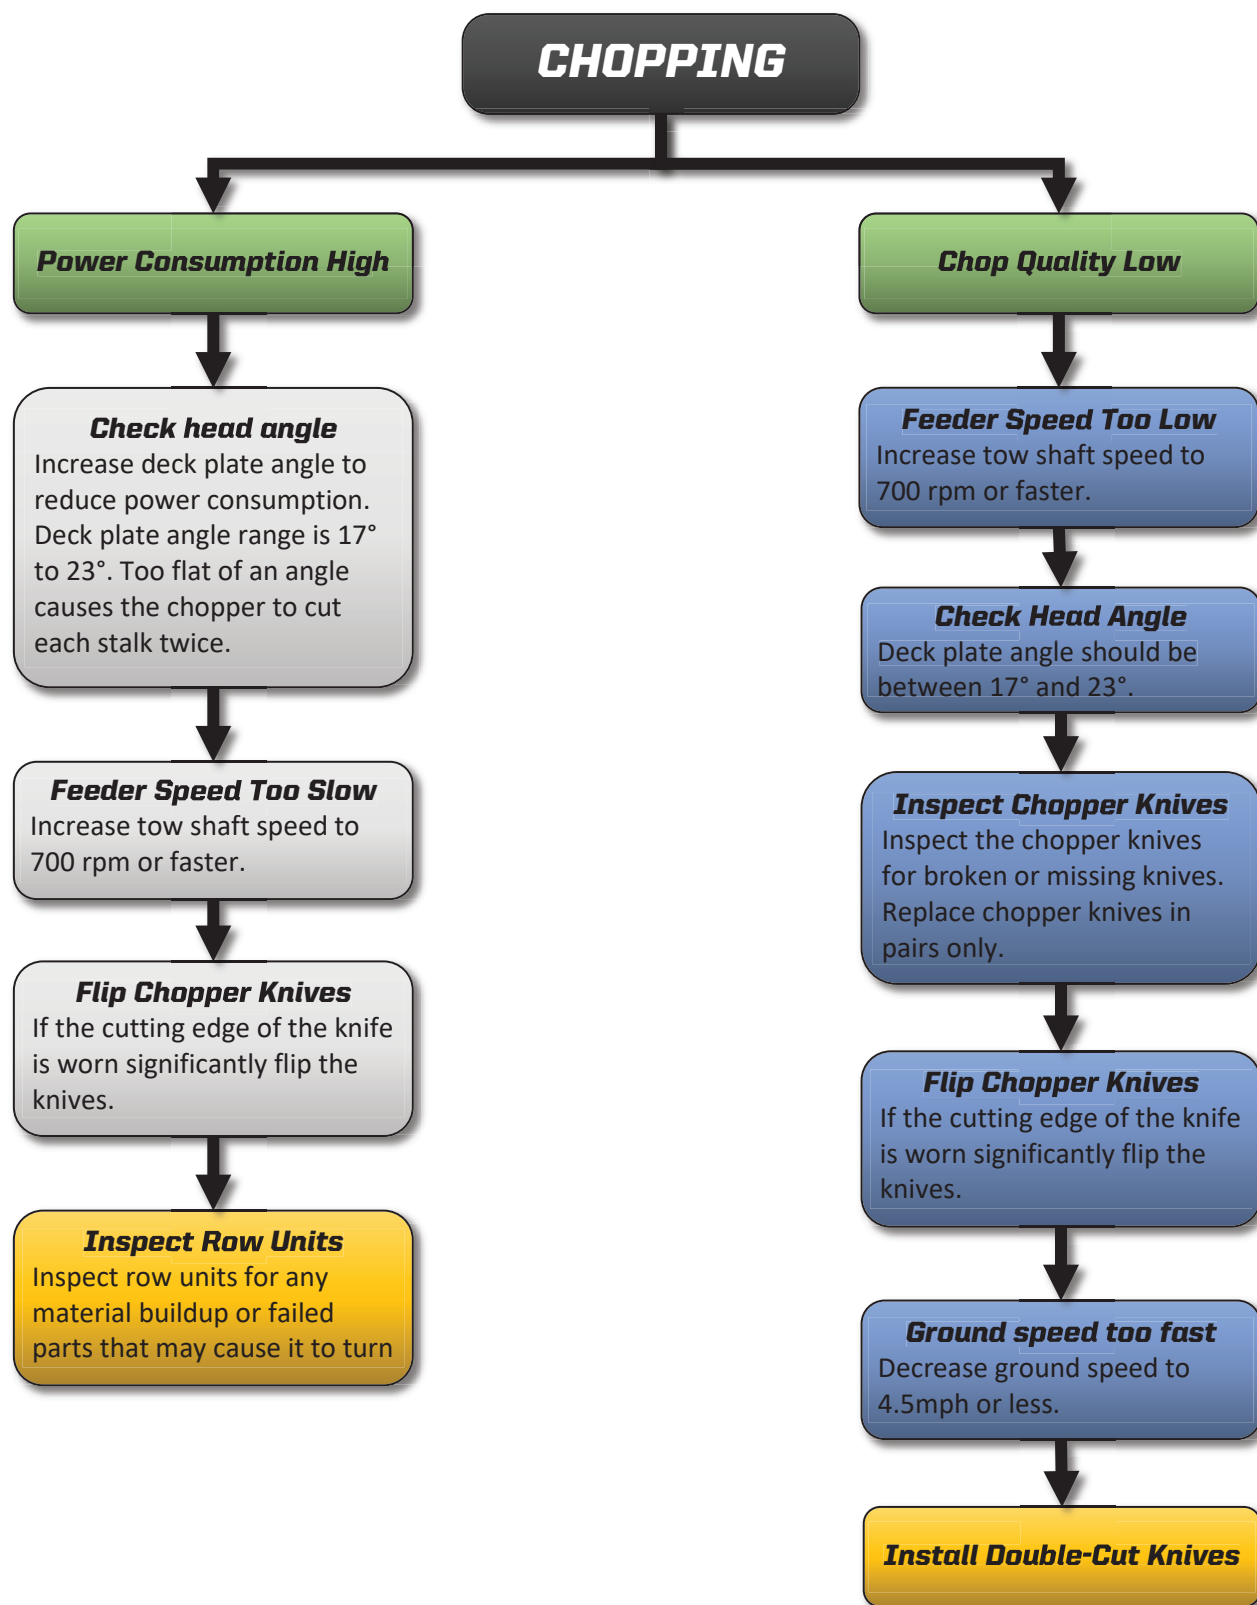 CHOPPING
Power Consumption High
Check head angle
Increase deck plate angle to
reduce power consumption.
Deck plate angle range is 17°
to 23°. Too flat of an angle
causes the chopper to cut
each stalk twice.
Feeder Speed Too Slow
Increase tow shaft speed to
700 rpm or faster.
Flip Chopper Knives
If the cutting edge of the knife
is worn significantly flip the
knives.
Inspect Row Units
Inspect row units for any
material buildup or failed
parts that may cause it to turn
Chop Quality Low
Feeder Speed Too Low
Increase tow shaft speed to
700 rpm or faster.
Check Head Angle
Deck plate angle should be
between 17° and 23°.
Inspect Chopper Knives
Inspect the chopper knives
for broken or missing knives.
Replace chopper knives in
pairs only.
Flip Chopper Knives
If the cutting edge of the knife
is worn significantly flip the
knives.
Ground speed too fast
Decrease ground speed to
4.5mph or less.
Install Double-Cut Knives